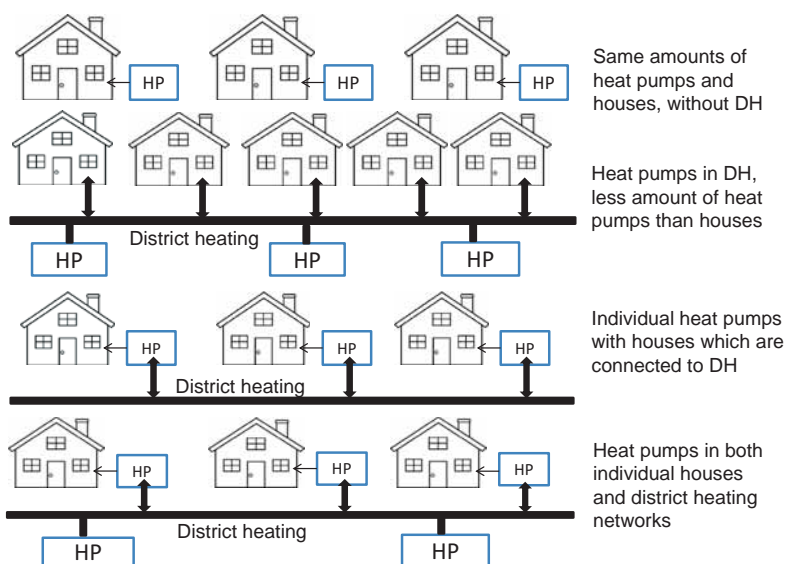 HP HP HP
Same amounts of
heat pumps and
houses, without DH
Heat pumps in DH,
less amount of heat
pumps than houses
District heating
HP HP HP
Individual heat pumps
with houses which are
connected to DH
HP HP HP
District heating
Heat pumps in both
individual houses
and district heating
networks
HP HP HP
District heating
HP HP